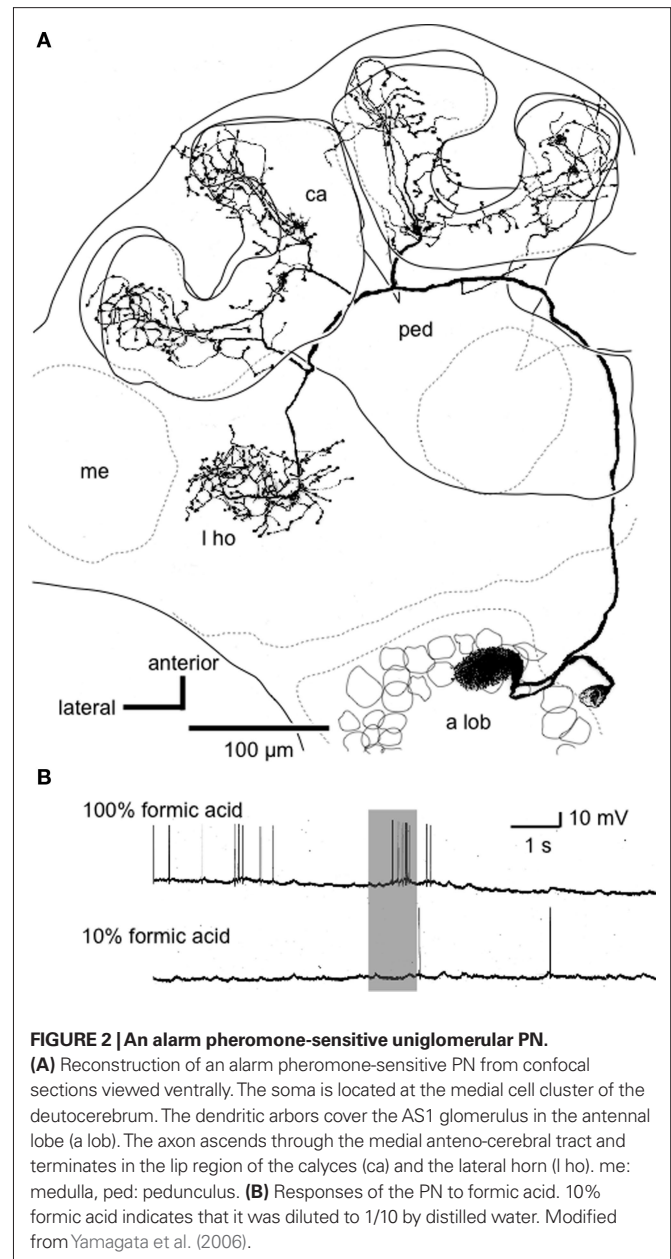 A
ca
ped
me
l ho
anterior
lateral
100 µm
a lob
B
100% formic acid
10 mV
1 s
10% formic acid
FIGURE 2 | An alarm pheromone-sensitive uniglomerular PN.
(A) Reconstruction of an alarm pheromone-sensitive PN from confocal
sections viewed ventrally. The soma is located at the medial cell cluster of the
deutocerebrum. The dendritic arbors cover the AS1 glomerulus in the antennal
lobe (a lob). The axon ascends through the medial anteno-cerebral tract and
terminates in the lip region of the calyces (ca) and the lateral horn (l ho). me:
medulla, ped: pedunculus. (B) Responses of the PN to formic acid. 10%
formic acid indicates that it was diluted to 1/10 by distilled water. Modified
from Yamagata et al. (2006).